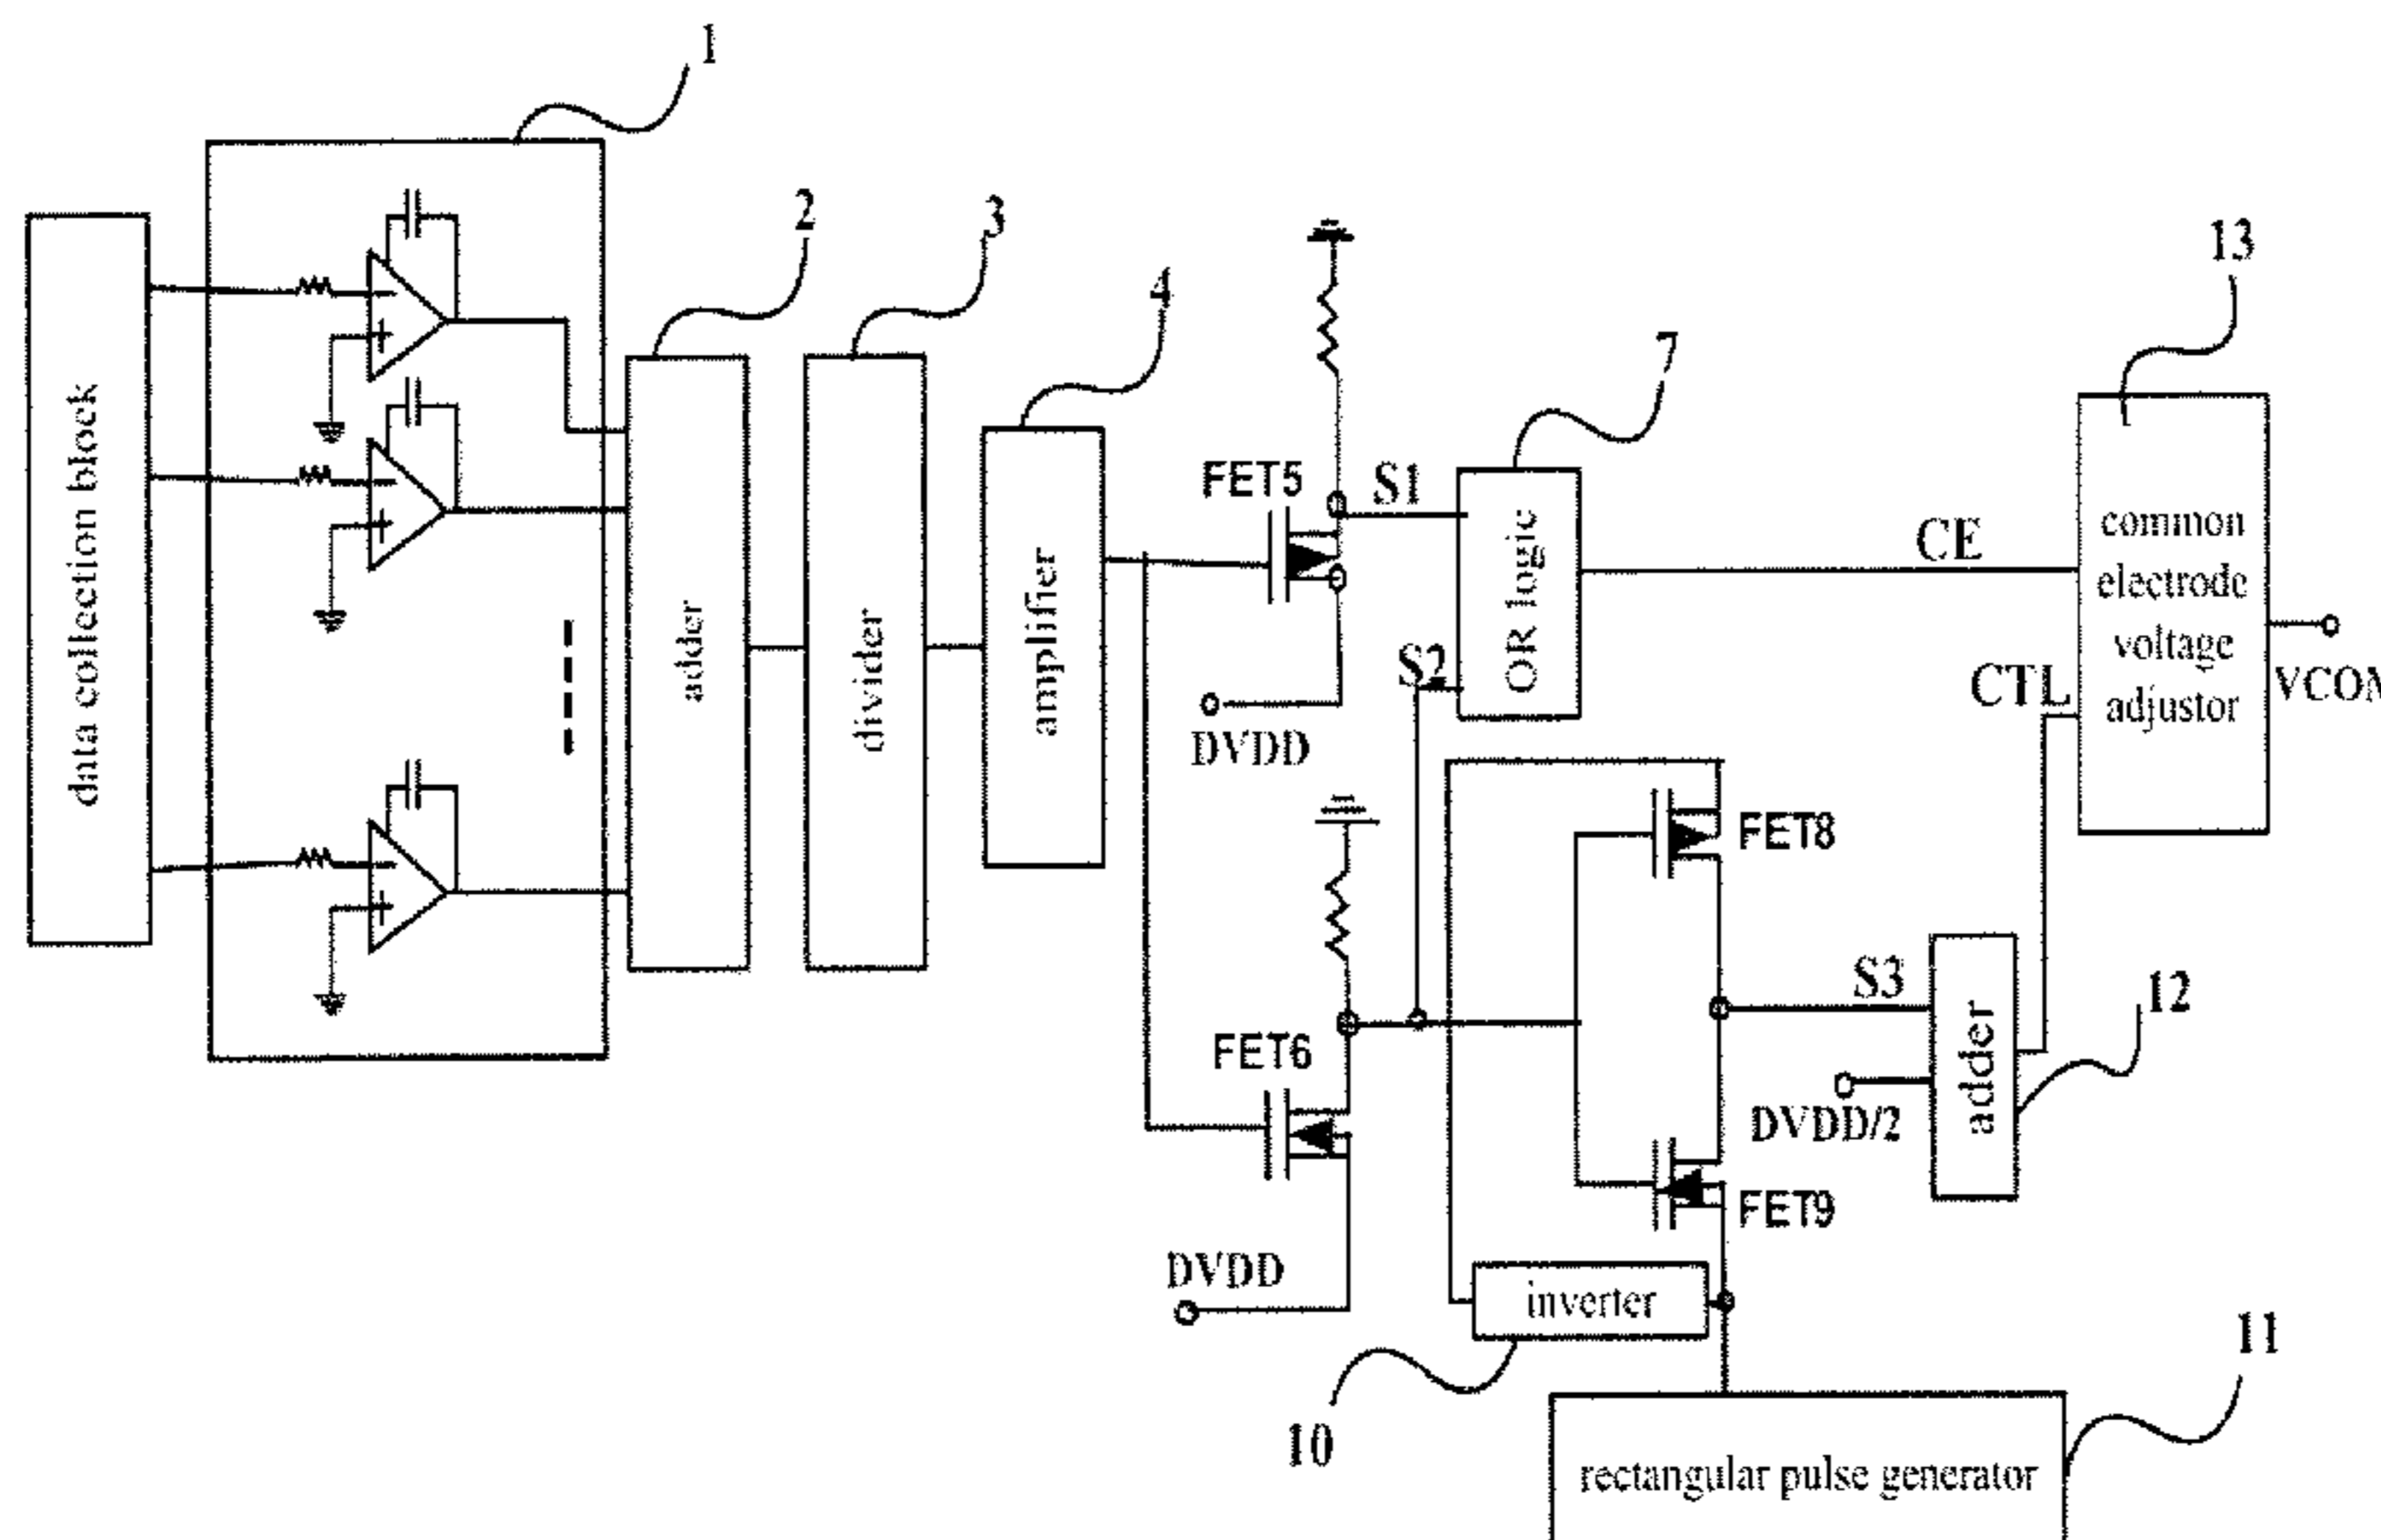 1
2
3
4
13
7
data collection block
adder
divider
amplifier
FET5
S1
S2
OR logic
CE
CTL
common
electrode
voltage
adjustor
VCOM
DVDD
FET8
FET6
S3
12
adder
DVDD/2
FET9
DVDD
inverter
10
11
rectangular pulse generator